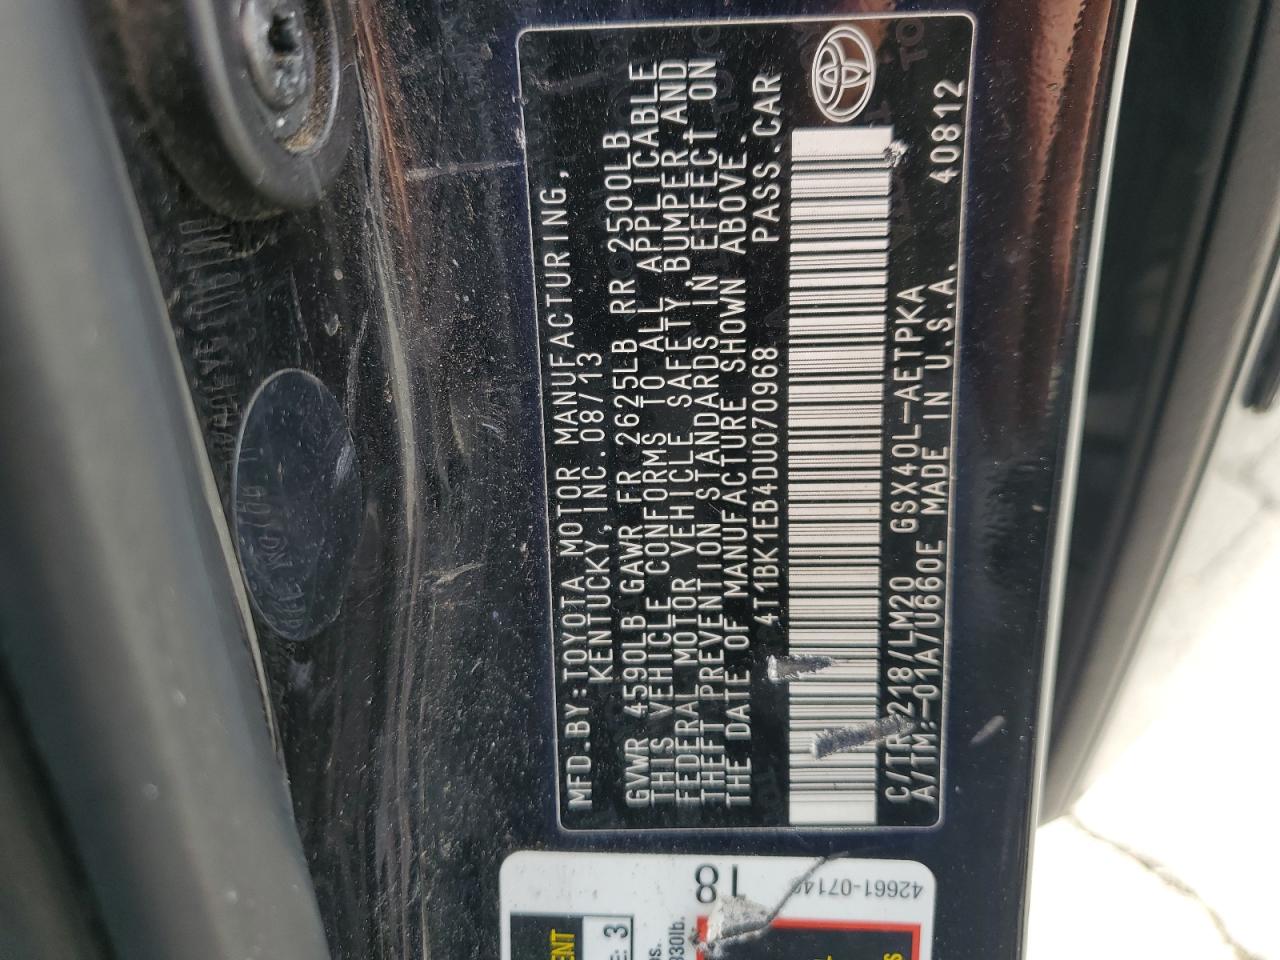 MFD.BY:TOYOTA MOTOR MANUFACTURING,
KENTUCKY, INC. 08/13
GVWR 4590LB GAWR FR 2625LB RR 2500LB
THIS VEHICLE CONFORMS TO ALL APPLICABLE
FEDERAL MOTOR VEHICLE SAFETY, BUMPER, AND
THEFT PREVENTION STANDARDS IN EFFECT ON
THE DATE OF MANUFACTURE SHOWN ABOVE.
4T1BK1EB4DU070968 PASS.CAR
C/TR:218/LM20 GSX40L-AETPKA
A/TM:-01A/U660E MADE IN U.S.A. 40812
18
3
330lb.